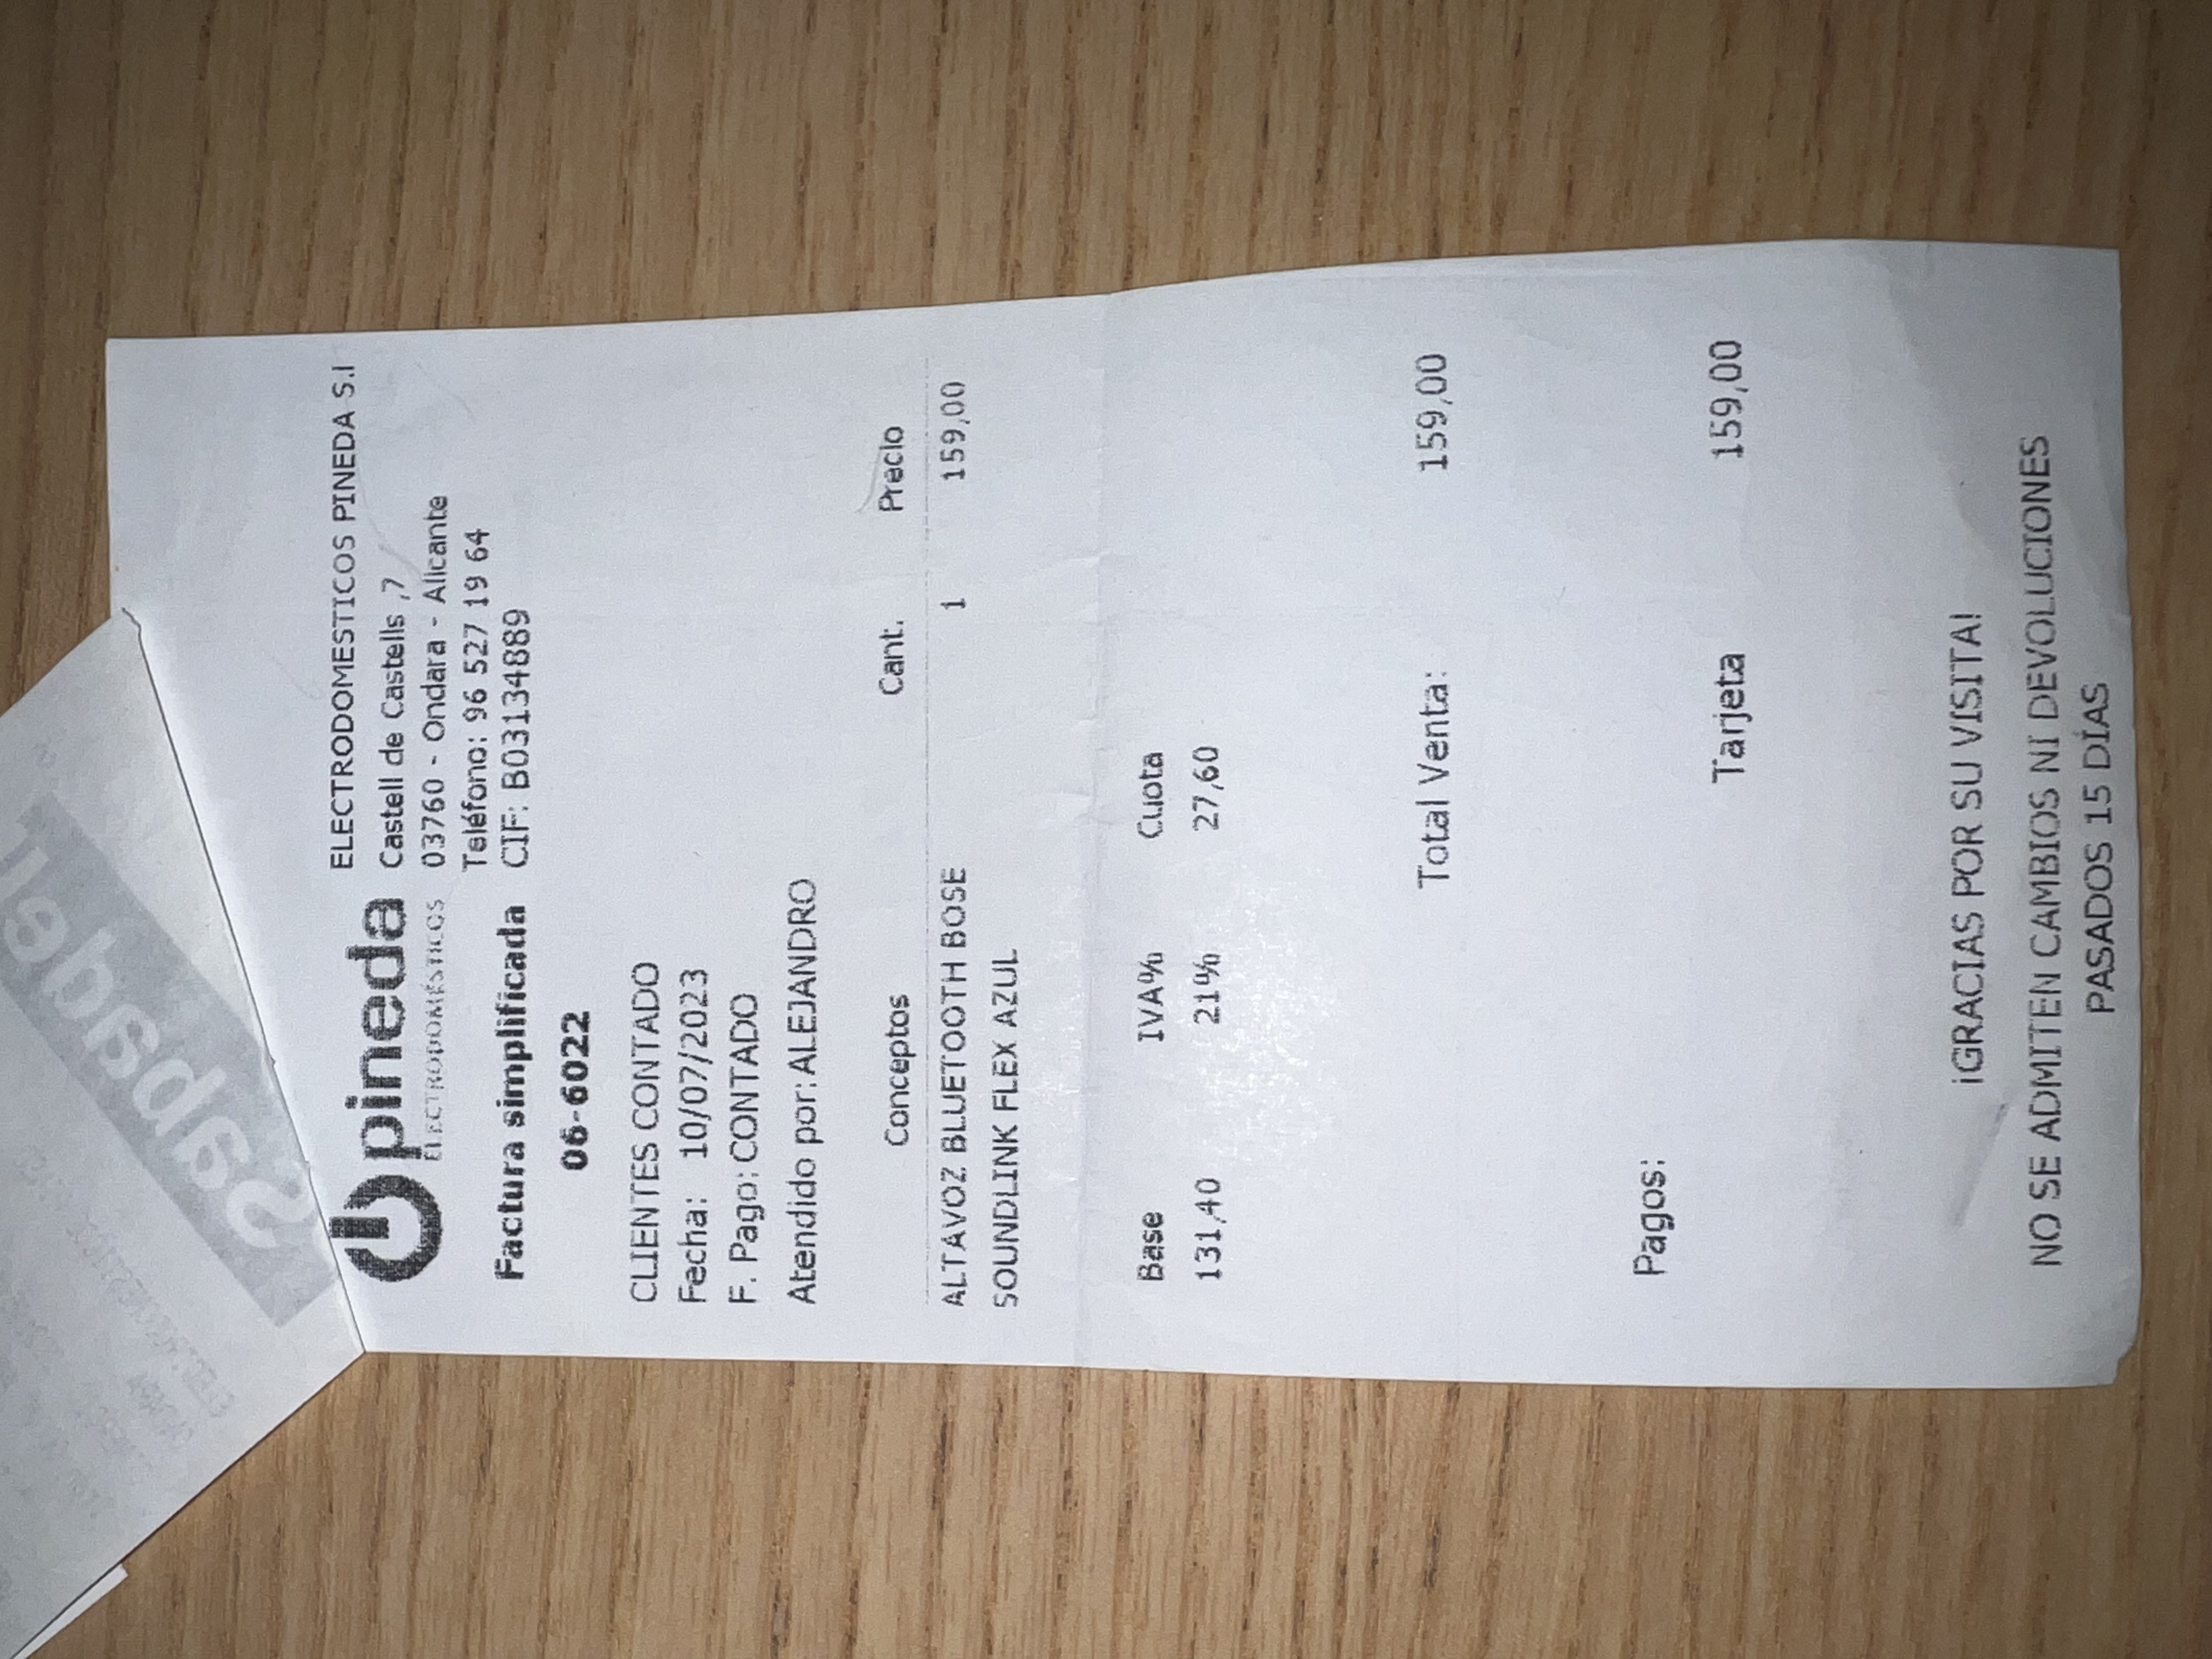 Sabadell
pineda
ELECTRODOMÉSTICOS
ELECTRODOMESTICOS PINEDA S.l
Castell de Castells ,7
03760 - Ondara - Alicante
Teléfono: 96 527 19 64
CIF: B03134889
Factura simplificada
06-6022
CLIENTES CONTADO
Fecha: 10/07/2023
F. Pago: CONTADO
Atendido por: ALEJANDRO
Conceptos Cant. Precio
ALTAVOZ BLUETOOTH BOSE 1 159,00
SOUNDLINK FLEX AZUL
Base IVA% Cuota
131,40 21% 27,60
Total Venta: 159,00
Pagos:
Tarjeta 159,00
¡GRACIAS POR SU VISITA!
NO SE ADMITEN CAMBIOS NI DEVOLUCIONES
PASADOS 15 DÍAS